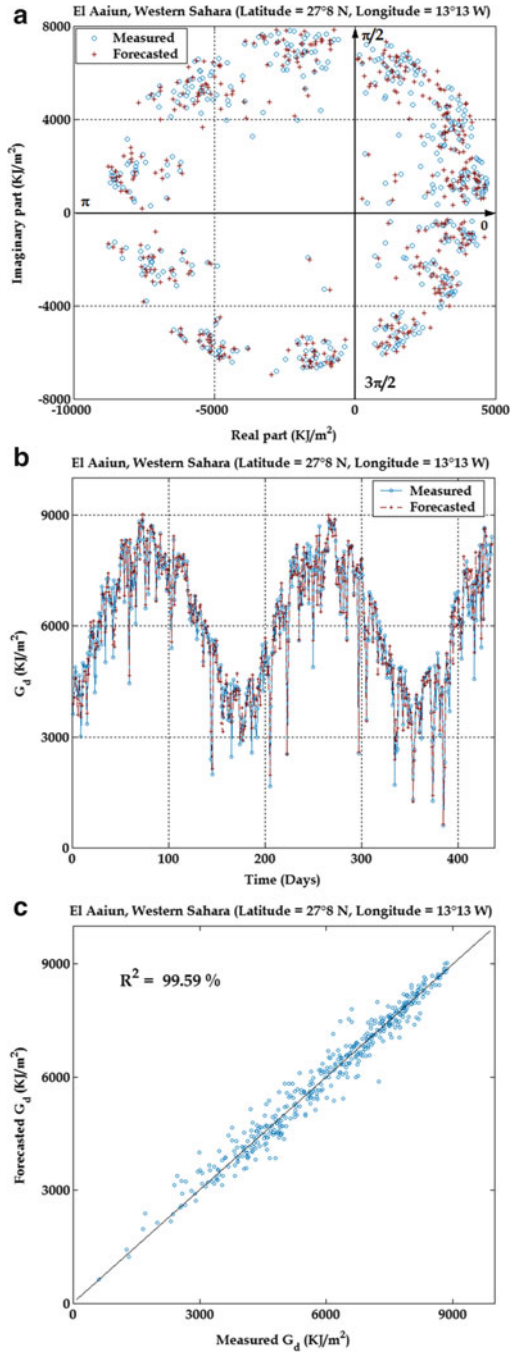 a
El Aaiun, Western Sahara (Latitude = 27°8 N, Longitude = 13°13 W)
8000
4000
0
-4000
-8000
Imaginary part (KJ/m²)
Measured
Forecasted
π/2
π
0
3π/2
-10000 -5000 0 5000
Real part (KJ/m²)
b
El Aaiun, Western Sahara (Latitude = 27°8 N, Longitude = 13°13 W)
Measured
Forecasted
9000
6000
3000
0
G_d (KJ/m²)
0 100 200 300 400
Time (Days)
c
El Aaiun, Western Sahara (Latitude = 27°8 N, Longitude = 13°13 W)
R² = 99.59 %
9000
6000
3000
0
Forecasted G_d (KJ/m²)
0 3000 6000 9000
Measured G_d (KJ/m²)